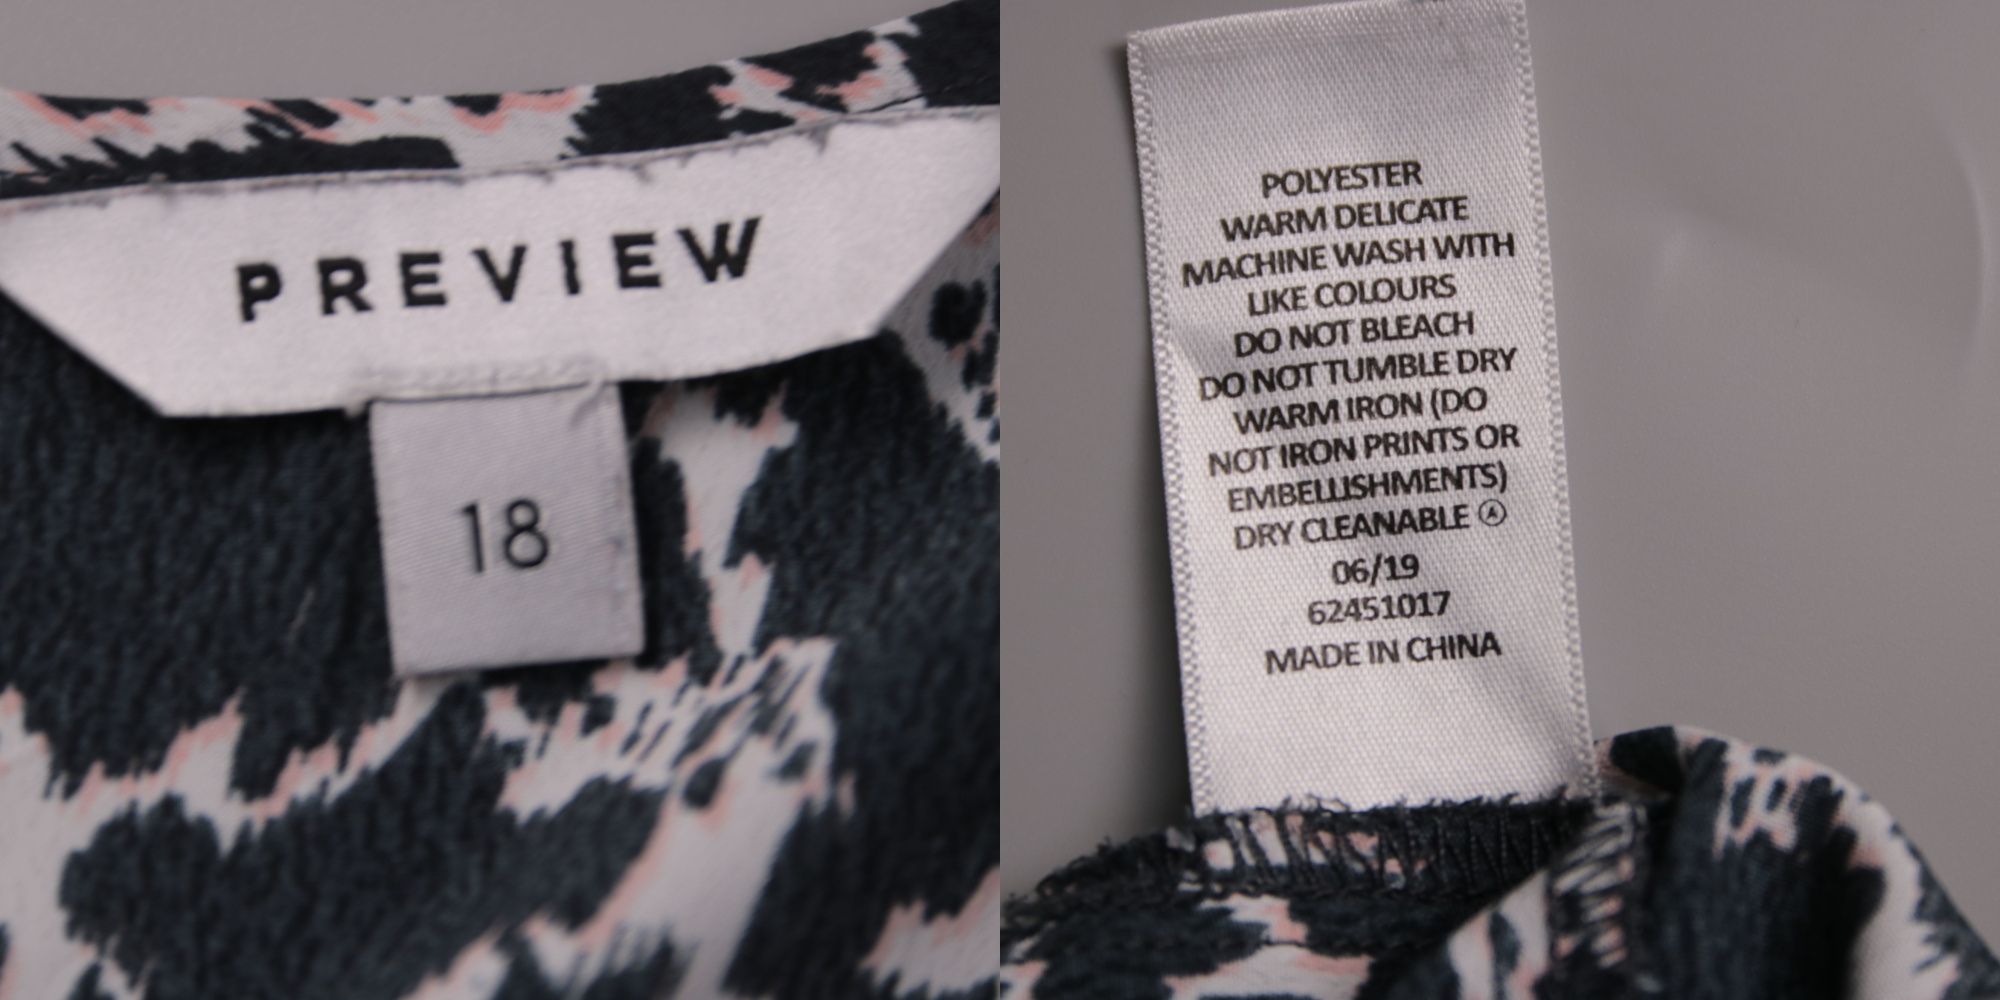 PREVIEW
18
POLYESTER
WARM DELICATE
MACHINE WASH WITH
LIKE COLOURS
DO NOT BLEACH
DO NOT TUMBLE DRY
WARM IRON (DO
NOT IRON PRINTS OR
EMBELLISHMENTS)
DRY CLEANABLE Ⓐ
06/19
62451017
MADE IN CHINA